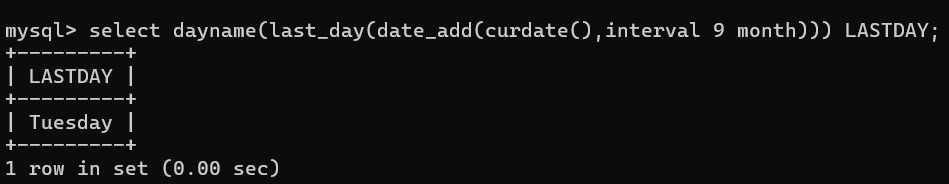 mysql> select dayname(last_day(date_add(curdate(),interval 9 month))) LASTDAY;
+---------+
| LASTDAY |
+---------+
| Tuesday |
+---------+
1 row in set (0.00 sec)